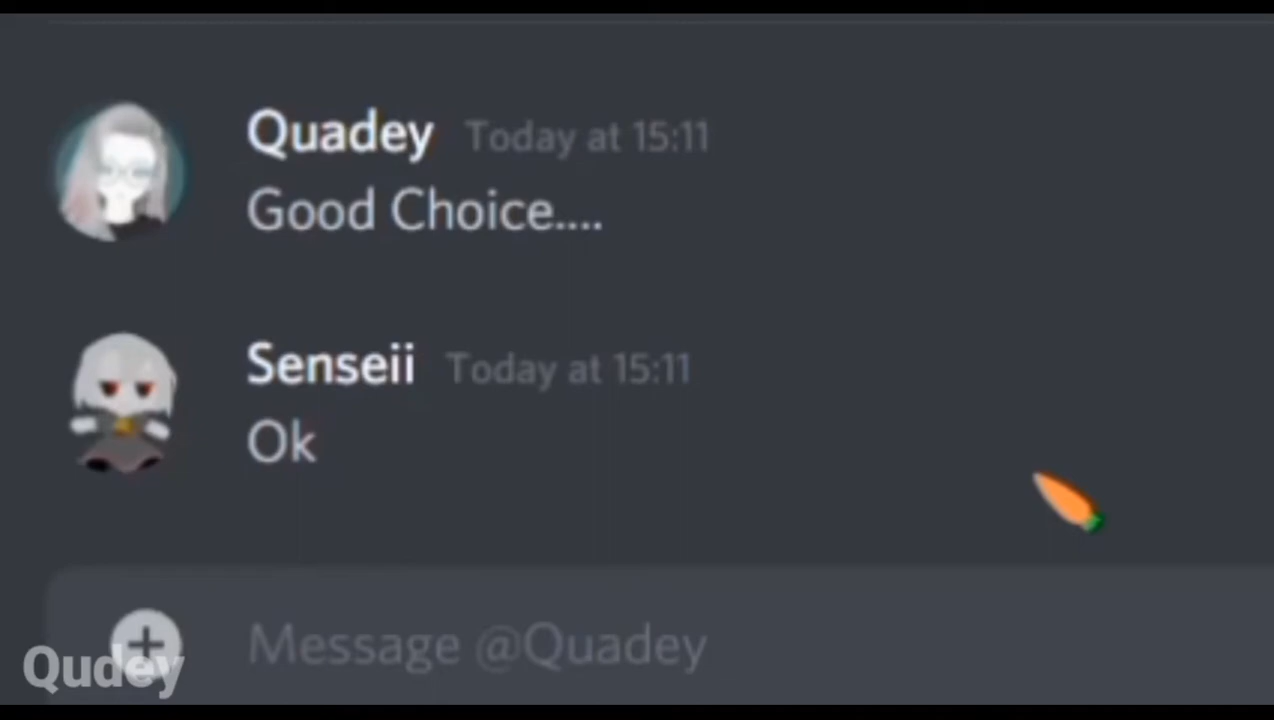 Quadey Today at 15:11
Good Choice....
Senseii Today at 15:11
Ok
Message @Quadey
Qudey